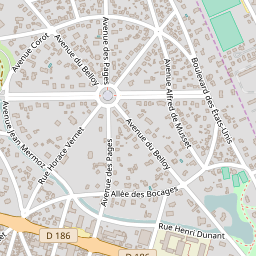 Avenue Corot
Avenue du Belloy
Avenue des Pages
Avenue Alfred de Musset
Boulevard des États-Unis
Avenue Jean Mermoz
Rue Horace Vernet
Avenue des Pages
Avenue du Belloy
Allée des Bocages
Rue Henri Dunant
D 186
D 186